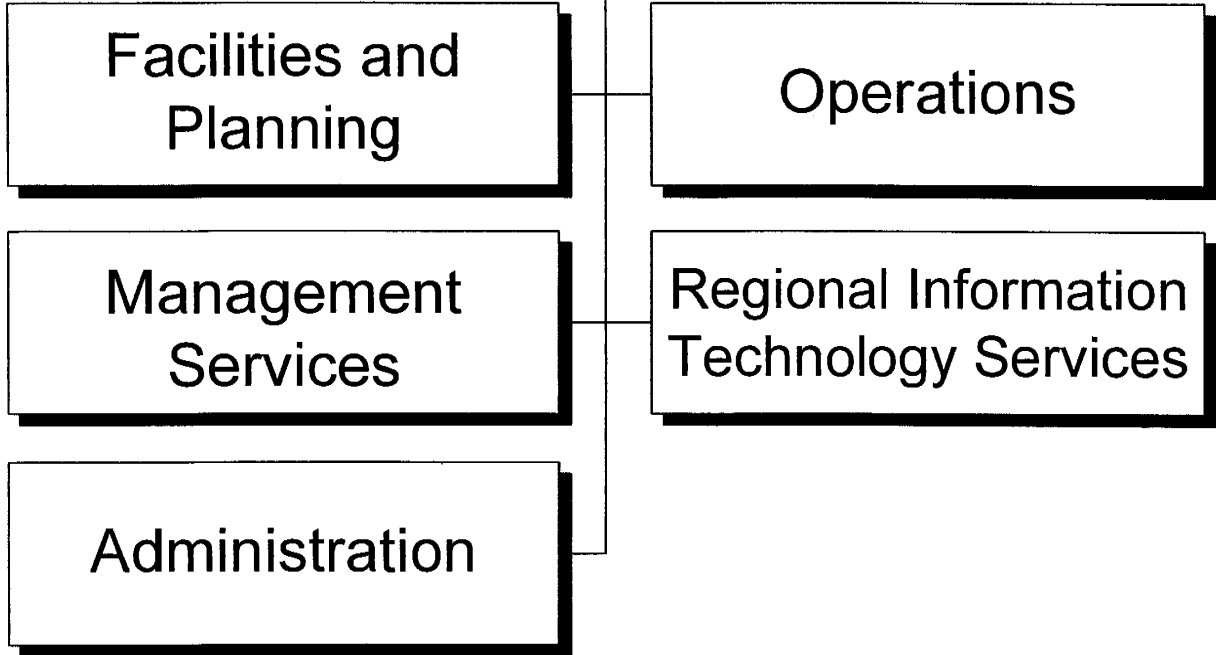 Facilities and
Planning
Operations
Management
Services
Regional Information
Technology Services
Administration